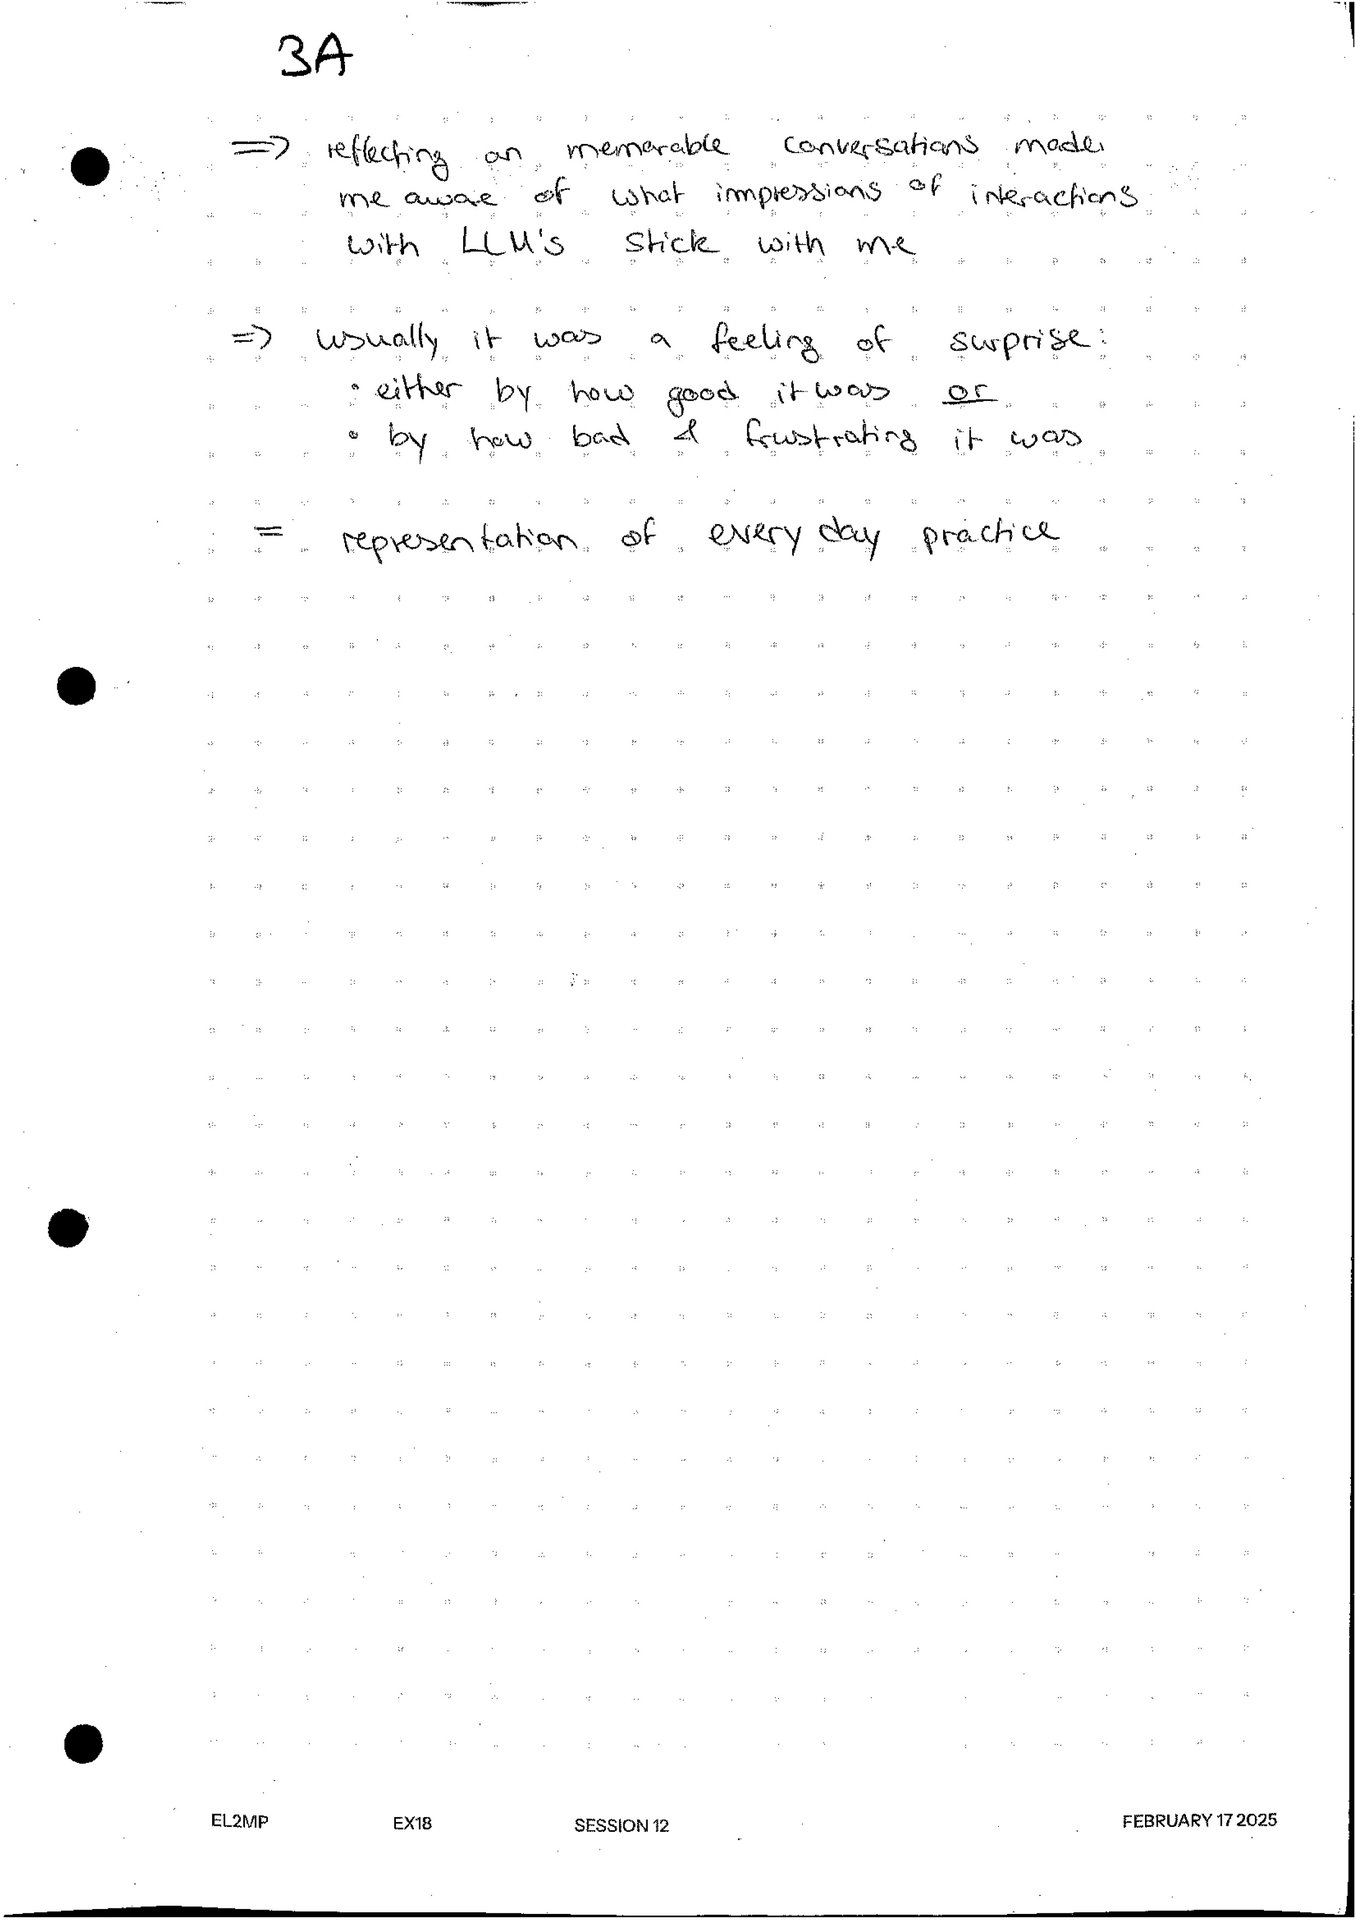 3A
=> reflecting on memorable conversations made
me aware of what impressions of interactions
with LLM's stick with me
=> usually it was a feeling of surprise:
• either by how good it was or
• by how bad & frustrating it was
= representation of every day practice
EL2MP EX18 SESSION 12 FEBRUARY 17 2025